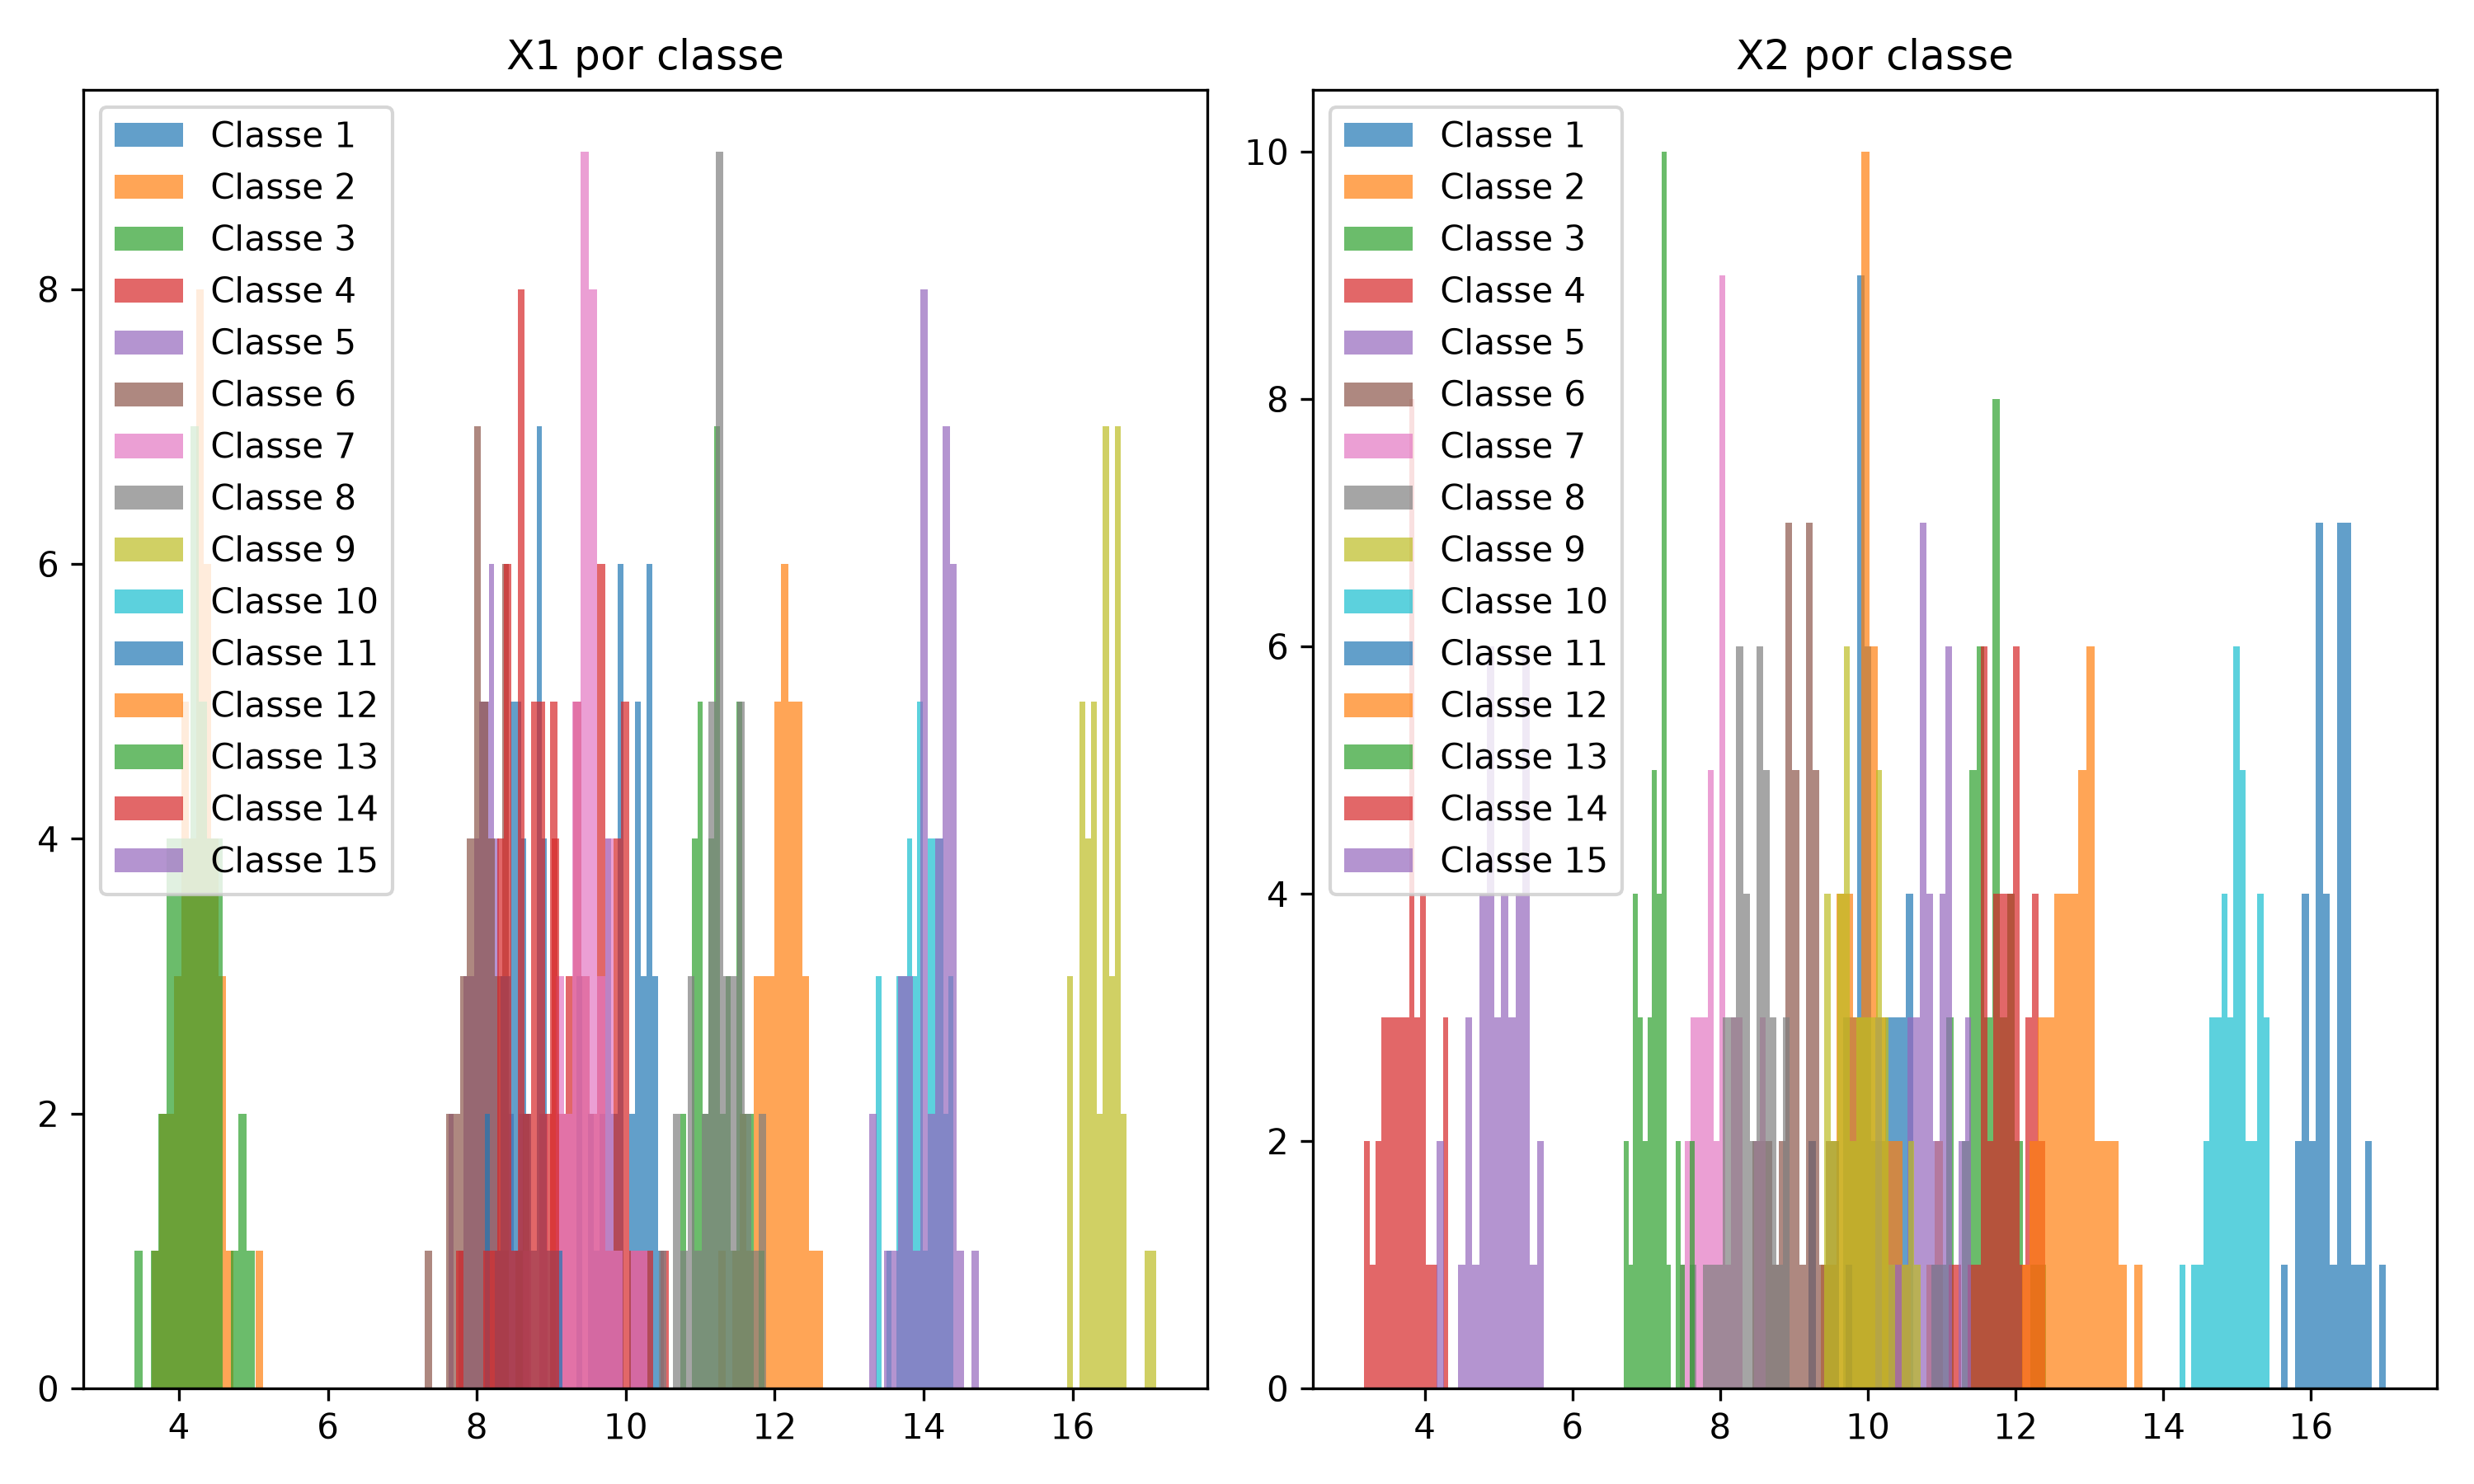 X1 por classe
Classe 1
Classe 2
Classe 3
Classe 4
Classe 5
Classe 6
Classe 7
Classe 8
Classe 9
Classe 10
Classe 11
Classe 12
Classe 13
Classe 14
Classe 15
8
6
4
2
0
4 6 8 10 12 14 16
X2 por classe
Classe 1
Classe 2
Classe 3
Classe 4
Classe 5
Classe 6
Classe 7
Classe 8
Classe 9
Classe 10
Classe 11
Classe 12
Classe 13
Classe 14
Classe 15
10
8
6
4
2
0
4 6 8 10 12 14 16